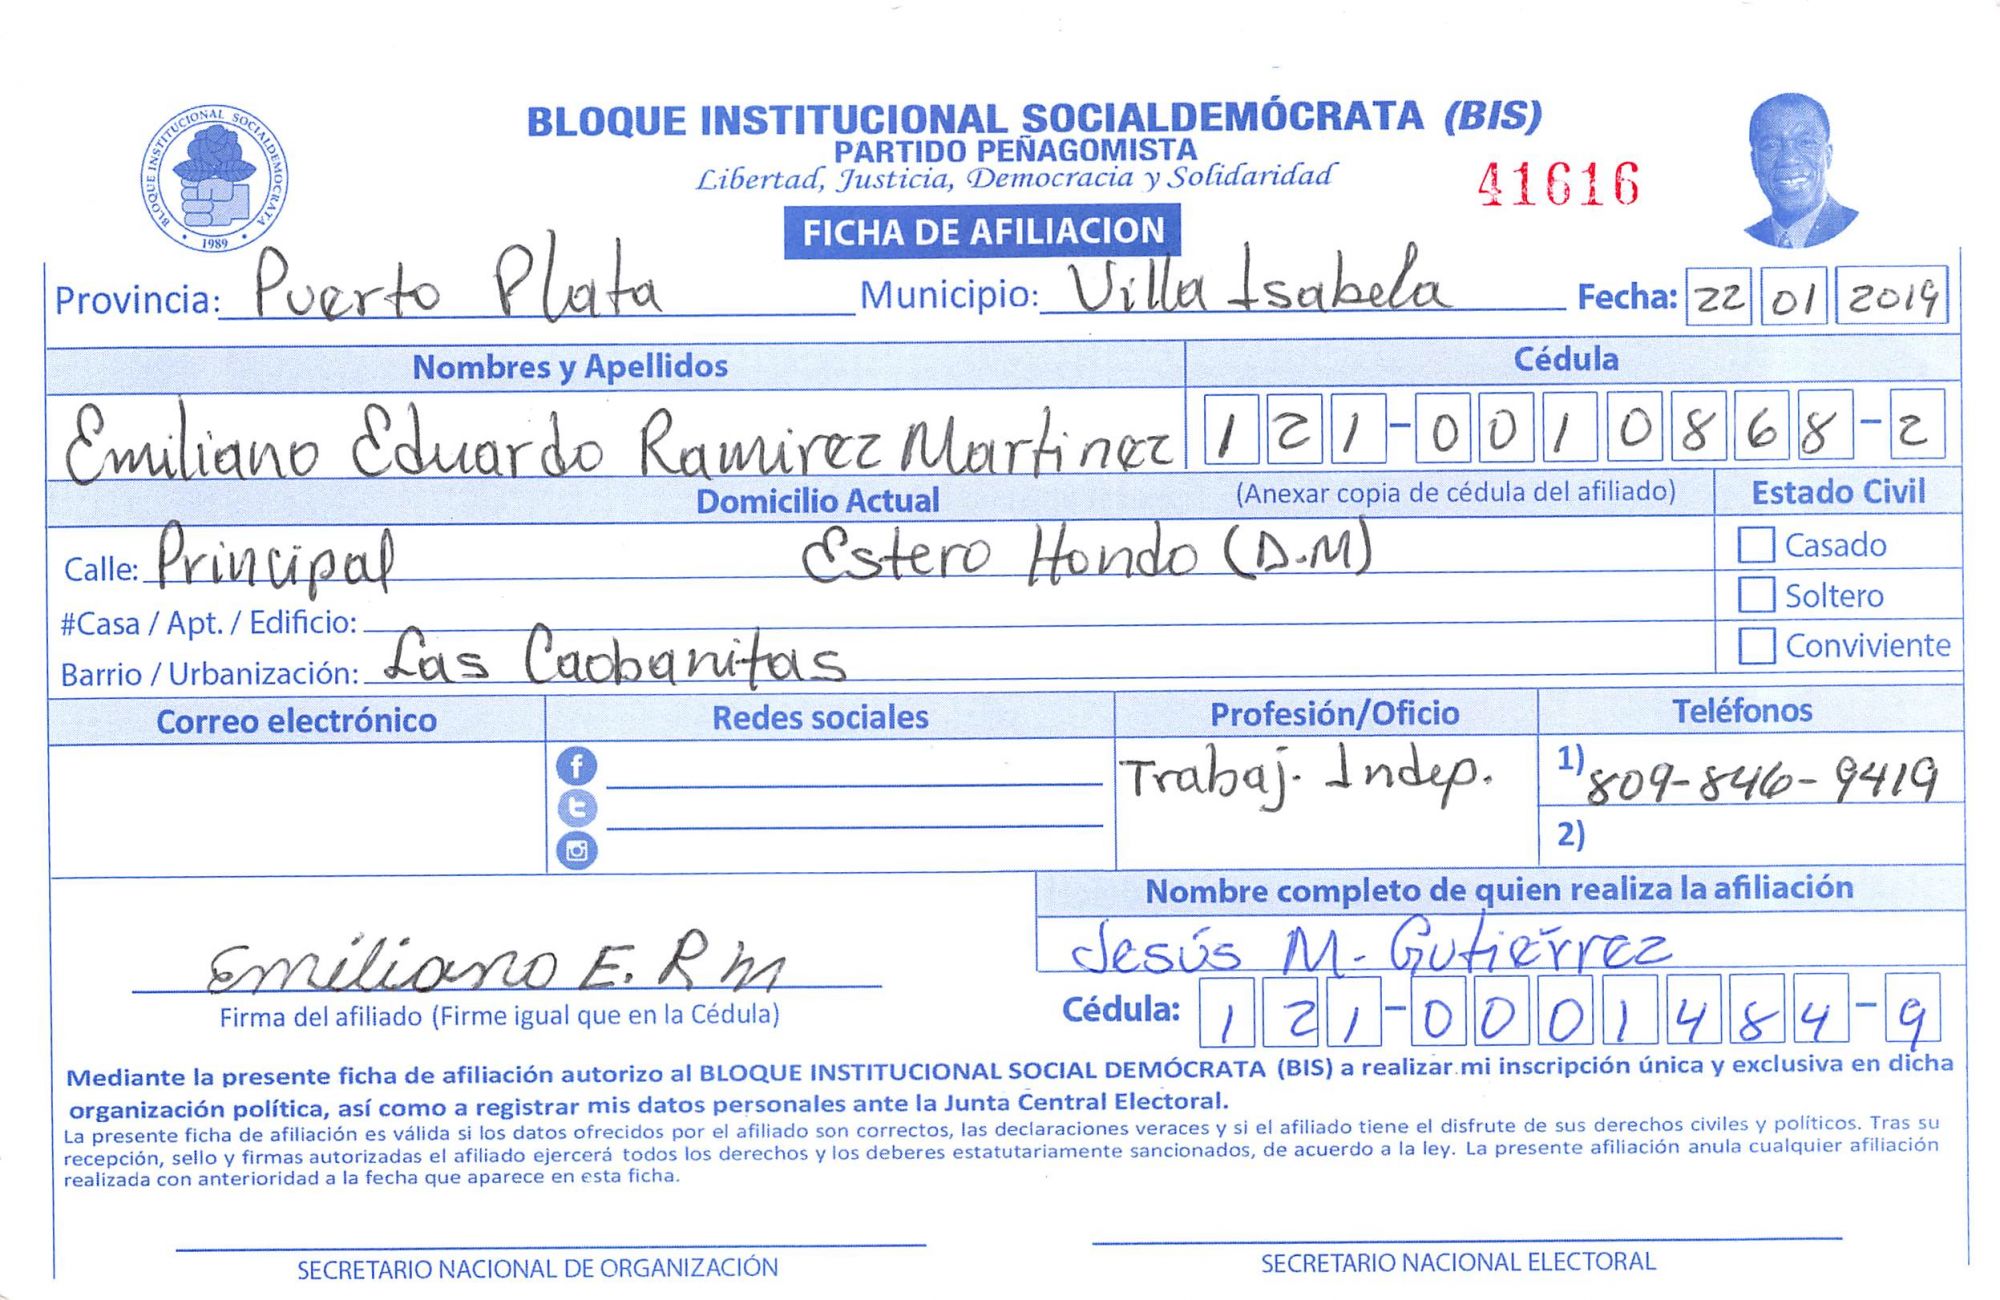 BLOQUE INSTITUCIONAL SOCIALDEMOCRATA
1989
BLOQUE INSTITUCIONAL SOCIALDEMÓCRATA (BIS)
PARTIDO PEÑAGOMISTA
Libertad, Justicia, Democracia y Solidaridad
41616
FICHA DE AFILIACION
Provincia: Puerto Plata Municipio: Villa Isabela Fecha: 22 01 2019
Nombres y Apellidos Cédula
Emiliano Eduardo Ramirez Martinez 121-0010868-2
Domicilio Actual (Anexar copia de cédula del afiliado) Estado Civil
Calle: Principal Estero Hondo (D.M) Casado
#Casa / Apt. / Edificio: Soltero
Barrio / Urbanización: Las Caobanitas Conviviente
Correo electrónico Redes sociales Profesión/Oficio Teléfonos
Trabaj. Indep. 1) 809-846-9419
2)
Nombre completo de quien realiza la afiliación
Jesús M. Gutiérrez
Emiliano E. R M
Firma del afiliado (Firme igual que en la Cédula) Cédula: 121-0001484-9
Mediante la presente ficha de afiliación autorizo al BLOQUE INSTITUCIONAL SOCIAL DEMÓCRATA (BIS) a realizar mi inscripción única y exclusiva en dicha
organización política, así como a registrar mis datos personales ante la Junta Central Electoral.
La presente ficha de afiliación es válida si los datos ofrecidos por el afiliado son correctos, las declaraciones veraces y si el afiliado tiene el disfrute de sus derechos civiles y políticos. Tras su
recepción, sello y firmas autorizadas el afiliado ejercerá todos los derechos y los deberes estatutariamente sancionados, de acuerdo a la ley. La presente afiliación anula cualquier afiliación
realizada con anterioridad a la fecha que aparece en esta ficha.
SECRETARIO NACIONAL DE ORGANIZACIÓN SECRETARIO NACIONAL ELECTORAL